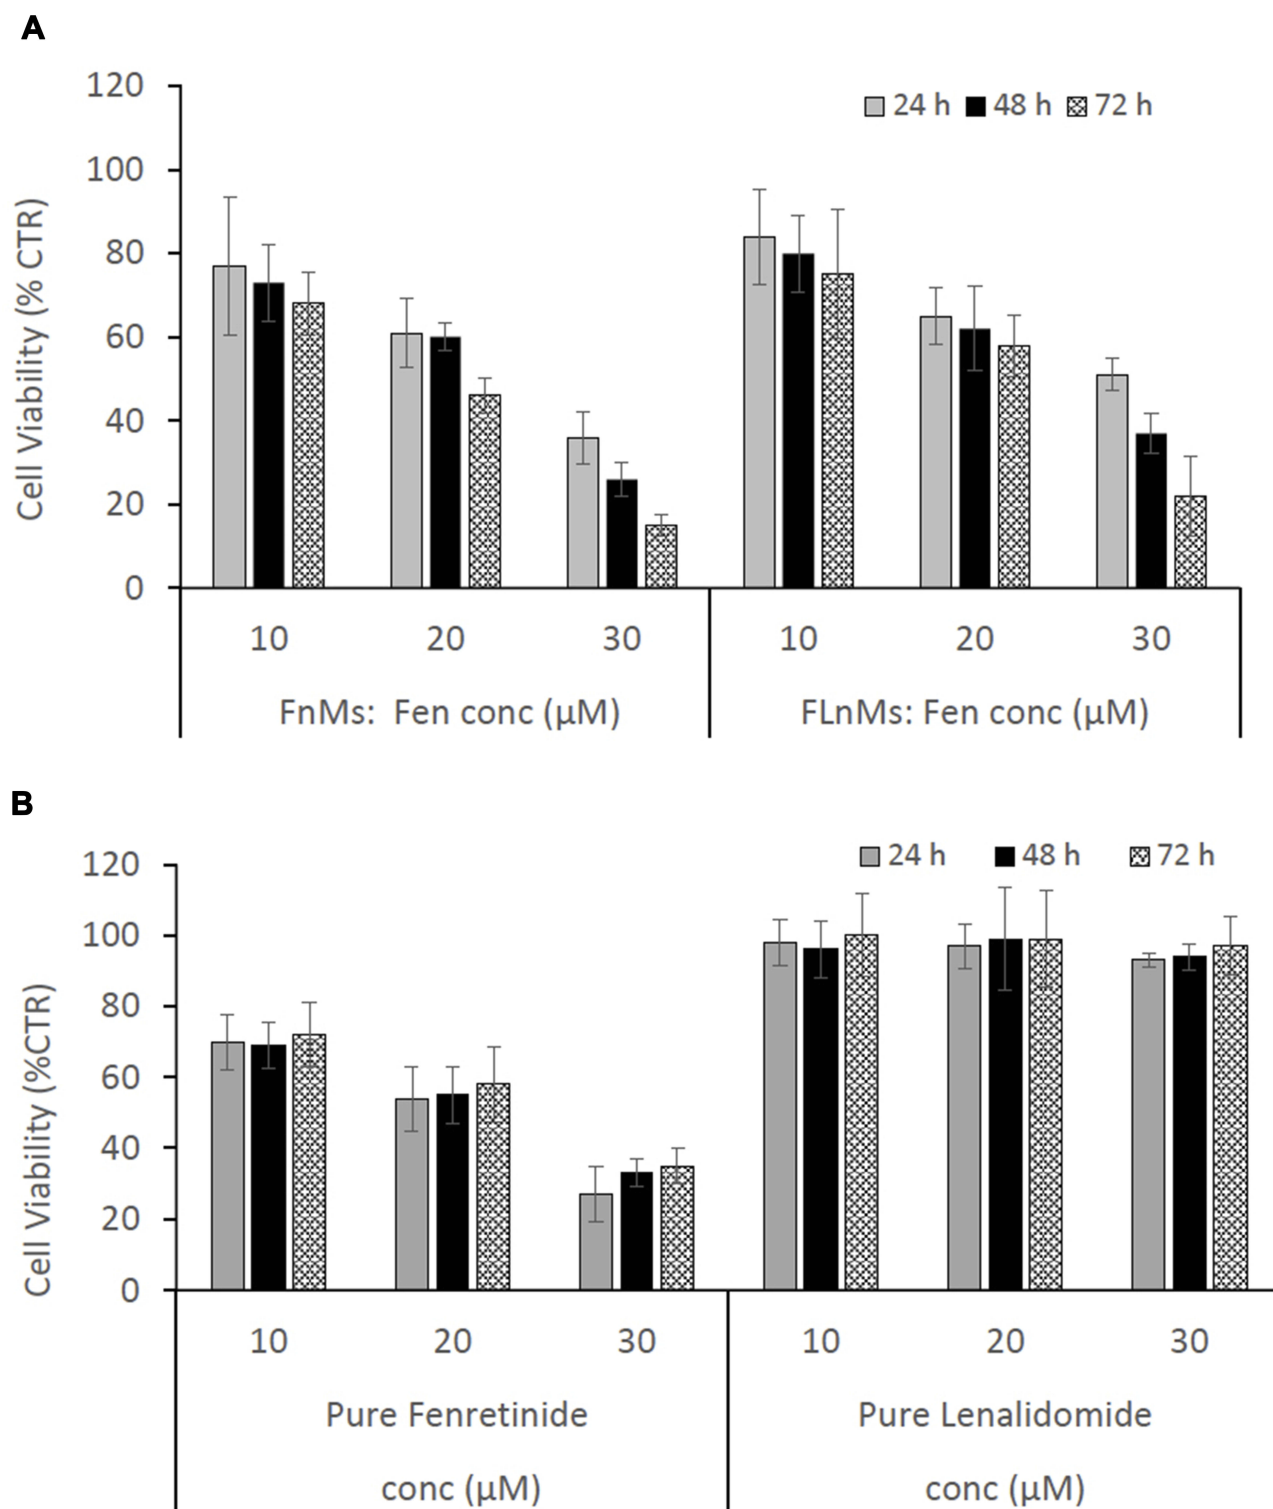 A
120
100
80
60
40
20
0
Cell Viability (% CTR)
24 h 48 h 72 h
10 20 30 10 20 30
FnMs: Fen conc (µM) FLnMs: Fen conc (µM)
B
120
100
80
60
40
20
0
Cell Viability (%CTR)
24 h 48 h 72 h
10 20 30 10 20 30
Pure Fenretinide Pure Lenalidomide
conc (µM) conc (µM)